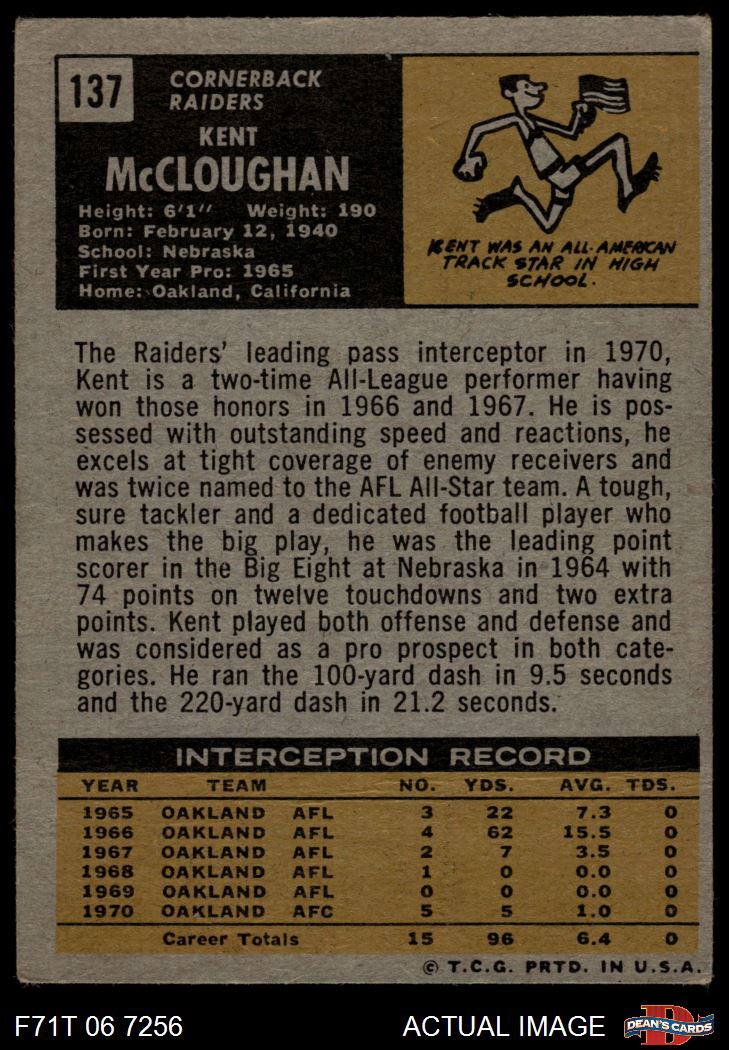 137
CORNERBACK
RAIDERS
KENT
McCLOUGHAN
Height: 6'1" Weight: 190
Born: February 12, 1940
School: Nebraska
First Year Pro: 1965
Home: Oakland, California
KENT WAS AN ALL-AMERICAN
TRACK STAR IN HIGH
SCHOOL.
The Raiders' leading pass interceptor in 1970,
Kent is a two-time All-League performer having
won those honors in 1966 and 1967. He is pos-
sessed with outstanding speed and reactions, he
excels at tight coverage of enemy receivers and
was twice named to the AFL All-Star team. A tough,
sure tackler and a dedicated football player who
makes the big play, he was the leading point
scorer in the Big Eight at Nebraska in 1964 with
74 points on twelve touchdowns and two extra
points. Kent played both offense and defense and
was considered as a pro prospect in both cate-
gories. He ran the 100-yard dash in 9.5 seconds
and the 220-yard dash in 21.2 seconds.
INTERCEPTION RECORD
YEAR TEAM NO. YDS. AVG. TDS.
1965 OAKLAND AFL 3 22 7.3 0
1966 OAKLAND AFL 4 62 15.5 0
1967 OAKLAND AFL 2 7 3.5 0
1968 OAKLAND AFL 1 0 0.0 0
1969 OAKLAND AFL 0 0 0.0 0
1970 OAKLAND AFC 5 5 1.0 0
Career Totals 15 96 6.4 0
© T.C.G. PRTD. IN U.S.A.
F71T 06 7256 ACTUAL IMAGE DEAN'S CARDS